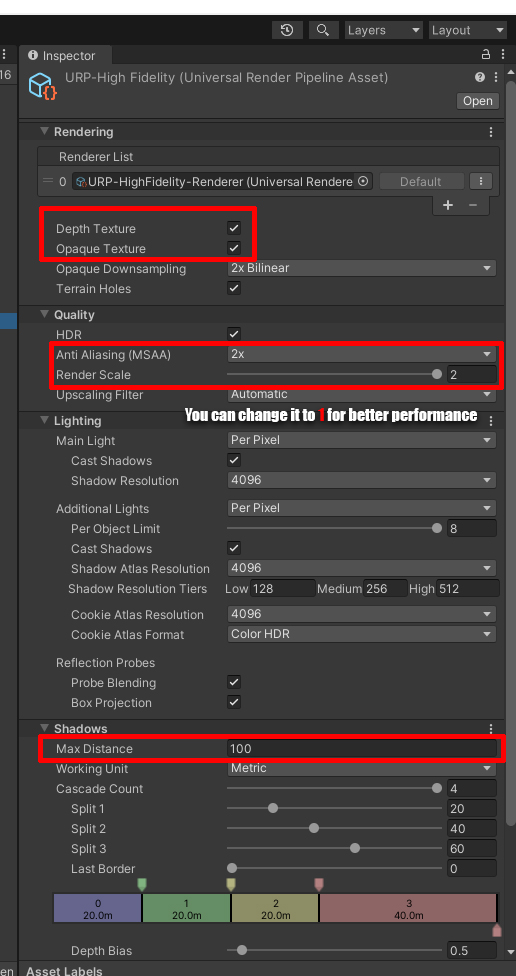 Layers Layout
16 Inspector
URP-High Fidelity (Universal Render Pipeline Asset)
Open
Rendering
Renderer List
0 URP-HighFidelity-Renderer (Universal Rendere Default
+ −
Depth Texture
Opaque Texture
Opaque Downsampling 2x Bilinear
Terrain Holes
Quality
HDR
Anti Aliasing (MSAA) 2x
Render Scale 2
Upscaling Filter Automatic
You can change it to 1 for better performance
Lighting
Main Light Per Pixel
Cast Shadows
Shadow Resolution 4096
Additional Lights Per Pixel
Per Object Limit 8
Cast Shadows
Shadow Atlas Resolution 4096
Shadow Resolution Tiers Low 128 Medium 256 High 512
Cookie Atlas Resolution 4096
Cookie Atlas Format Color HDR
Reflection Probes
Probe Blending
Box Projection
Shadows
Max Distance 100
Working Unit Metric
Cascade Count 4
Split 1 20
Split 2 40
Split 3 60
Last Border 0
0 1 2 3
20.0m 20.0m 20.0m 40.0m
Depth Bias 0.5
en Asset Labels